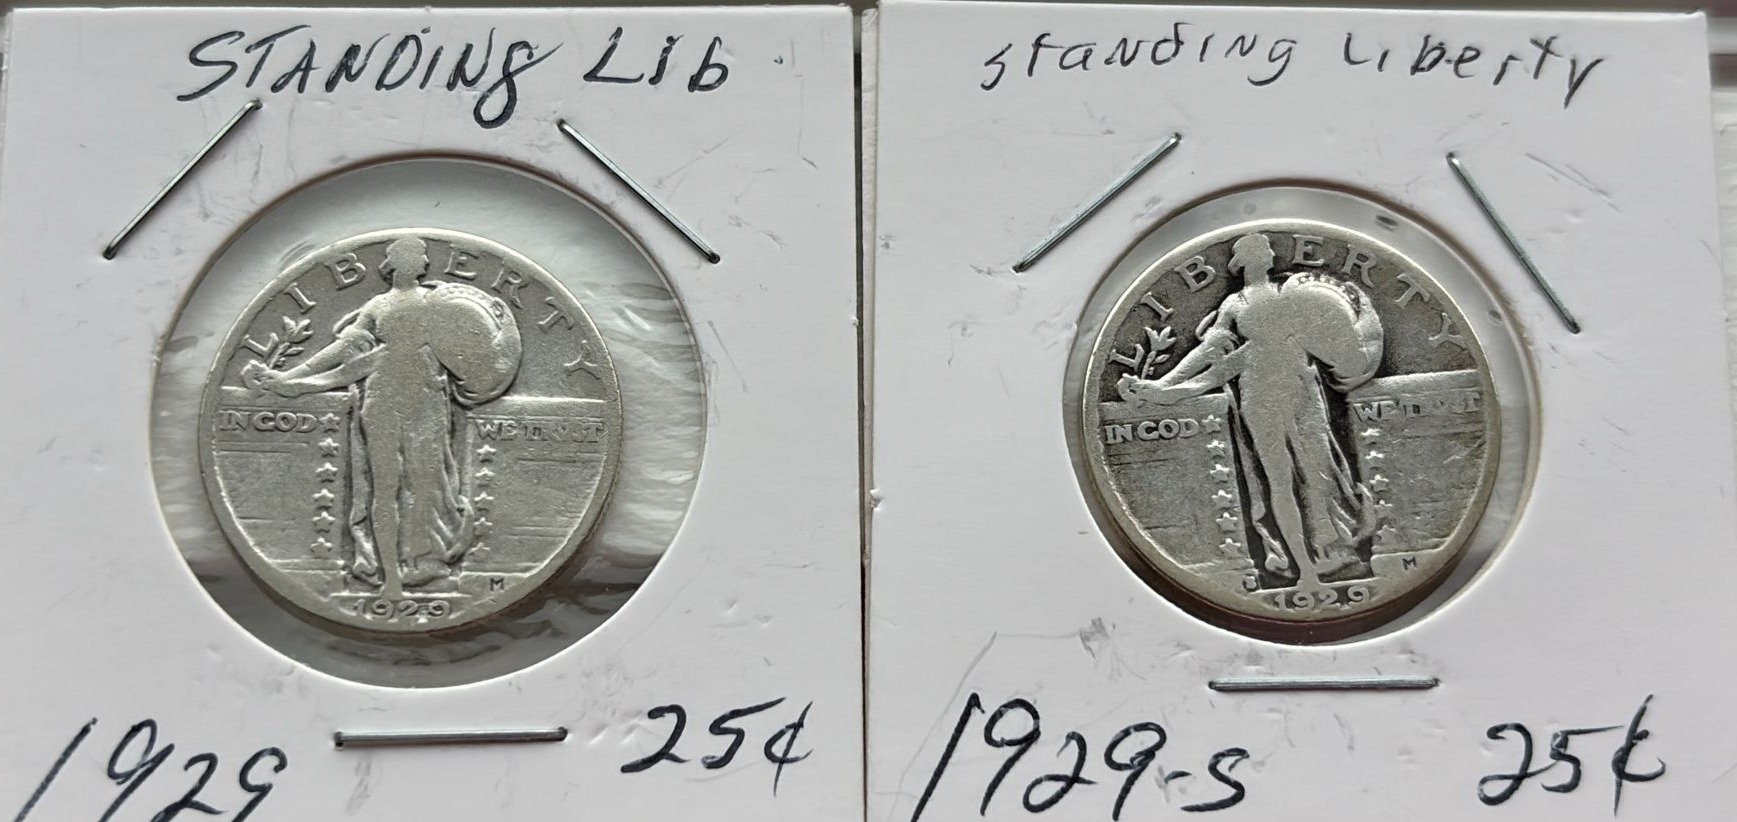 STANDING LIB
LIBERTY
IN GOD WE TRUST
M
1929
1929 25¢
standing Liberty
LIBERTY
IN GOD WE TRUST
M
1929
1929-S 25¢